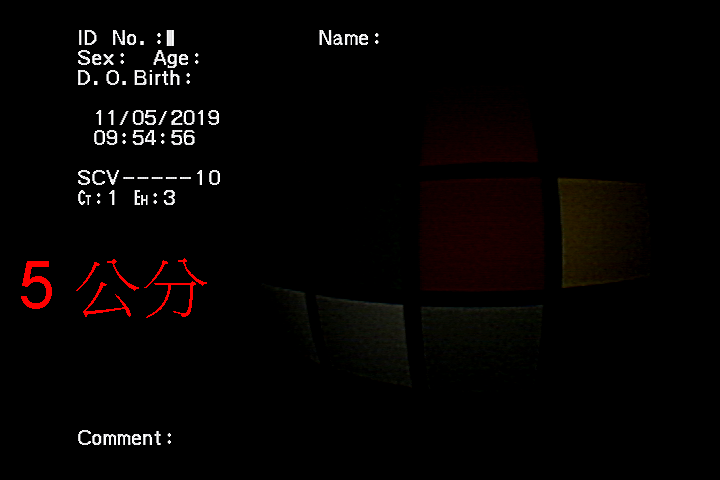 ID No. : Name:
Sex: Age:
D.O.Birth:
11/05/2019
09:54:56
SCV-----10
CT:1 EH:3
5 公分
Comment: